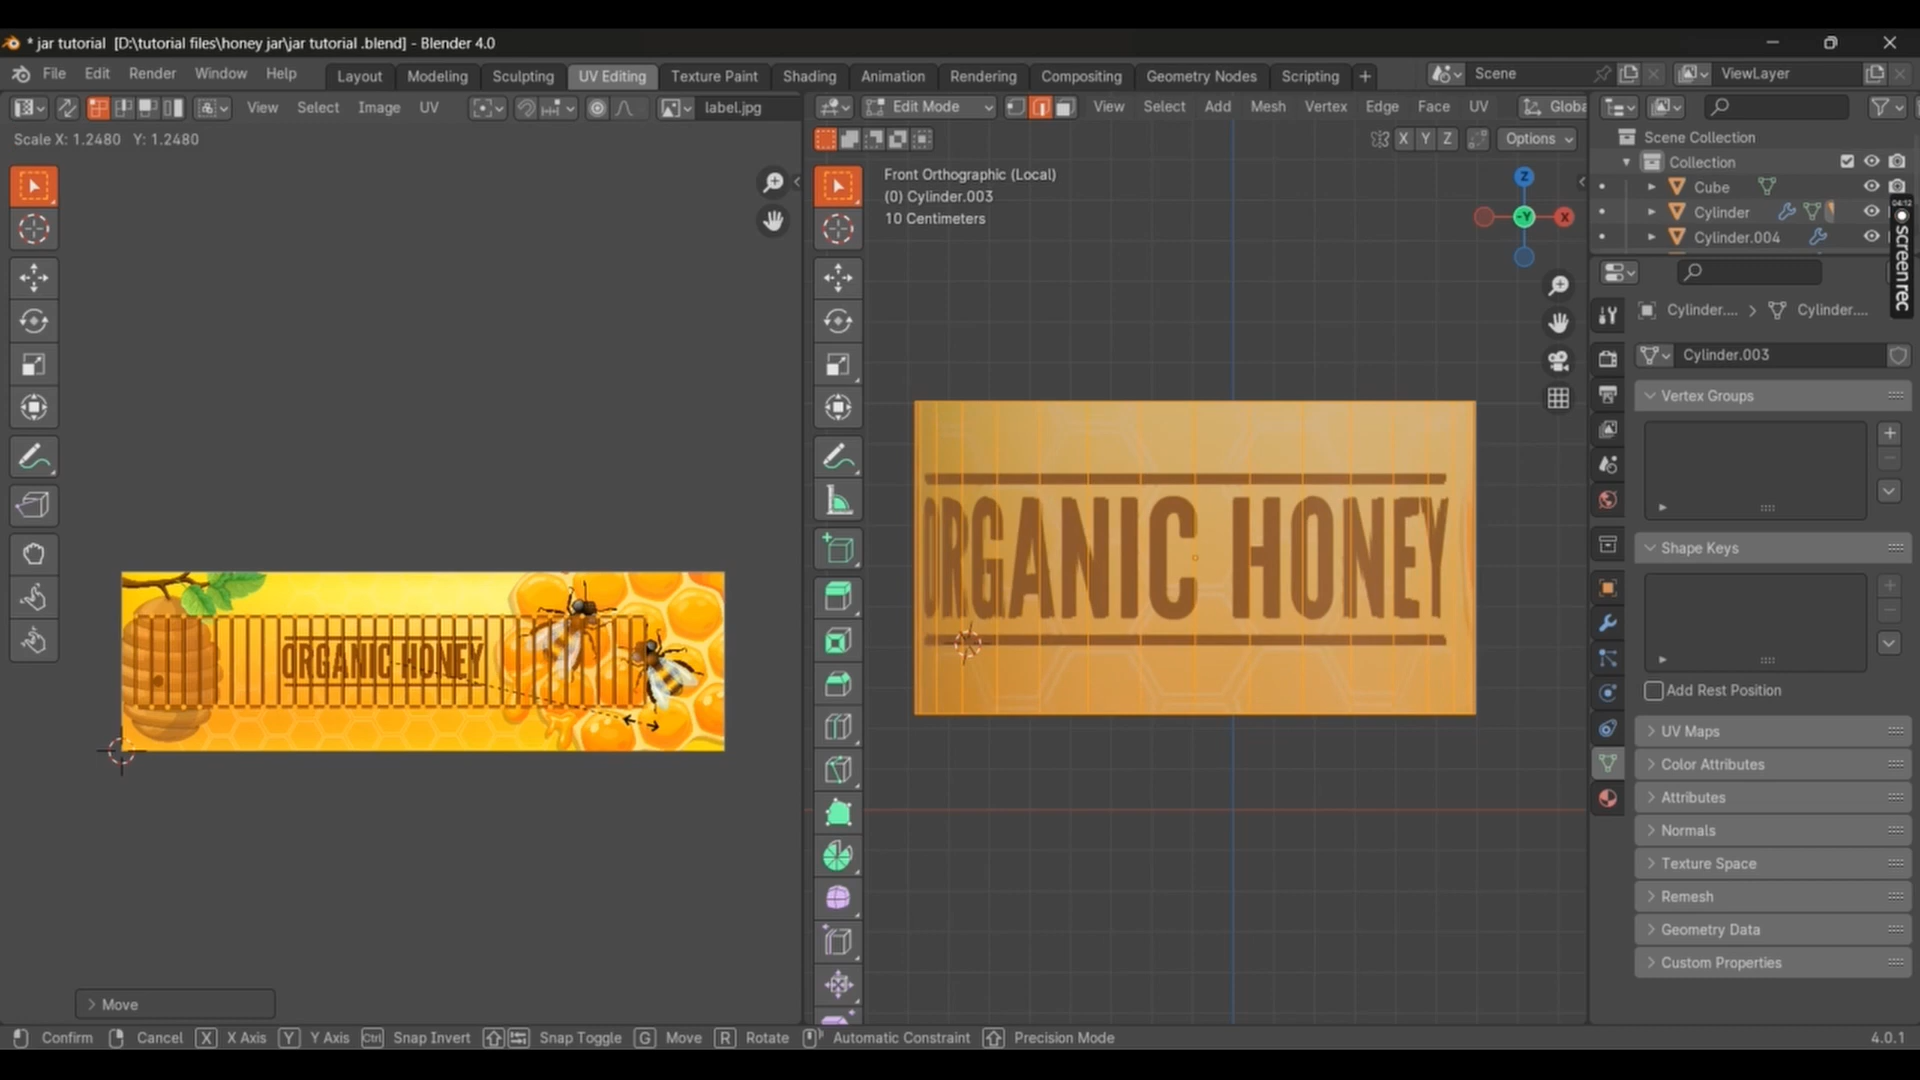 * jar tutorial [D:\tutorial files\honey jar\jar tutorial .blend] - Blender 4.0
File Edit Render Window Help
Layout Modeling Sculpting UV Editing Texture Paint Shading Animation Rendering Compositing Geometry Nodes Scripting +
Scene
ViewLayer
View Select Image UV
label.jpg
Edit Mode
View Select Add Mesh Vertex Edge Face UV
Globa
Scale X: 1.2480 Y: 1.2480
X Y Z
Options
Front Orthographic (Local)
(0) Cylinder.003
10 Centimeters
Z
-Y
X
Scene Collection
Collection
Cube
Cylinder
Cylinder.004
04:12
screenrec
Cylinder.... > Cylinder....
Cylinder.003
Vertex Groups
Shape Keys
Add Rest Position
UV Maps
Color Attributes
Attributes
Normals
Texture Space
Remesh
Geometry Data
Custom Properties
ORGANIC HONEY
ORGANIC HONEY
Move
Confirm Cancel X X Axis Y Y Axis Ctrl Snap Invert Snap Toggle G Move R Rotate Automatic Constraint Precision Mode
4.0.1